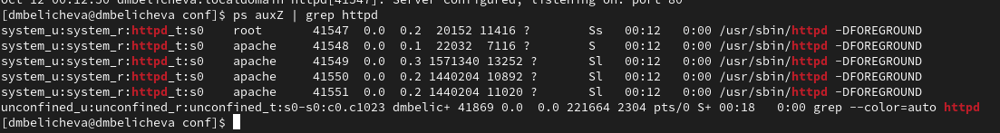 Oct 12 00:12:50 dmbelicheva.localdomain httpd[41547]: Server configured, listening on: port 80
[dmbelicheva@dmbelicheva conf]$ ps auxZ | grep httpd
system_u:system_r:httpd_t:s0    root       41547  0.0  0.2  20152 11416 ?        Ss   00:12   0:00 /usr/sbin/httpd -DFOREGROUND
system_u:system_r:httpd_t:s0    apache     41548  0.0  0.1  22032  7116 ?        S    00:12   0:00 /usr/sbin/httpd -DFOREGROUND
system_u:system_r:httpd_t:s0    apache     41549  0.0  0.3 1571340 13252 ?       Sl   00:12   0:00 /usr/sbin/httpd -DFOREGROUND
system_u:system_r:httpd_t:s0    apache     41550  0.0  0.2 1440204 10892 ?       Sl   00:12   0:00 /usr/sbin/httpd -DFOREGROUND
system_u:system_r:httpd_t:s0    apache     41551  0.0  0.2 1440204 11020 ?       Sl   00:12   0:00 /usr/sbin/httpd -DFOREGROUND
unconfined_u:unconfined_r:unconfined_t:s0-s0:c0.c1023 dmbelic+ 41869 0.0  0.0 221664 2304 pts/0 S+ 00:18   0:00 grep --color=auto httpd
[dmbelicheva@dmbelicheva conf]$